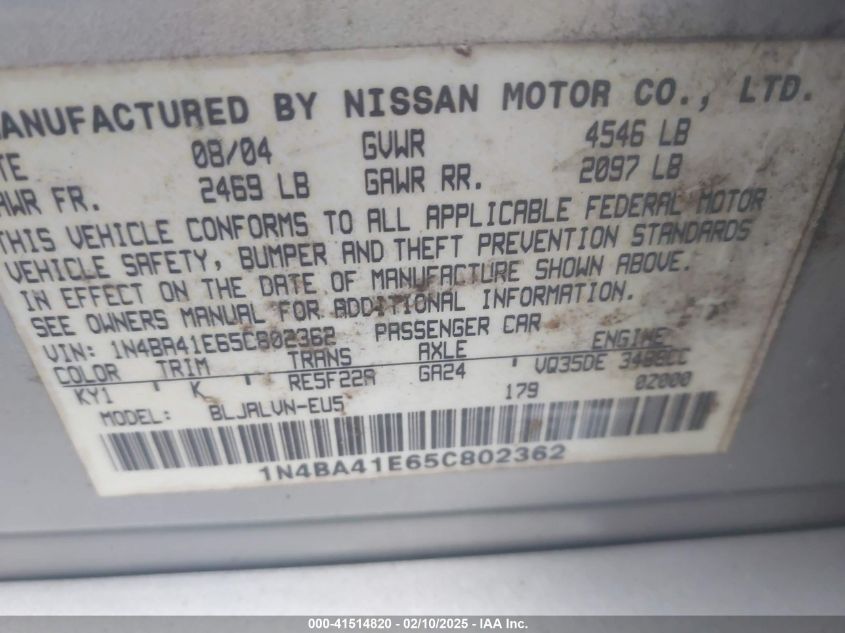 MANUFACTURED BY NISSAN MOTOR CO., LTD.
TE 08/04 GVWR 4546 LB
AWR FR. 2469 LB GAWR RR. 2097 LB
THIS VEHICLE CONFORMS TO ALL APPLICABLE FEDERAL MOTOR
VEHICLE SAFETY, BUMPER AND THEFT PREVENTION STANDARDS
IN EFFECT ON THE DATE OF MANUFACTURE SHOWN ABOVE.
SEE OWNERS MANUAL FOR ADDITIONAL INFORMATION.
VIN: 1N4BA41E65C802362 PASSENGER CAR
COLOR TRIM TRANS AXLE ENGINE
KY1 ' K ' RE5F22A GA24 ' VQ35DE 3498CC
MODEL: BLJALVN-EU5 179 02000
1N4BA41E65C802362
000-41514820 - 02/10/2025 - IAA Inc.